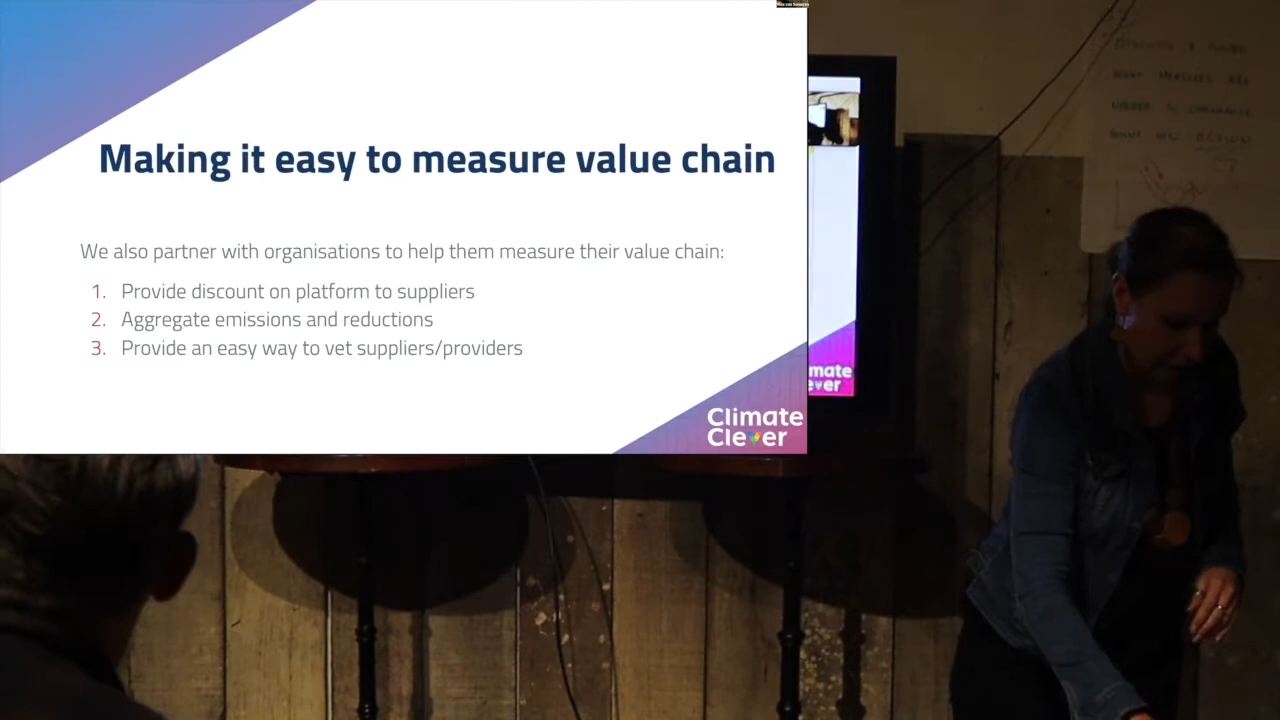 Making it easy to measure value chain
We also partner with organisations to help them measure their value chain:
1. Provide discount on platform to suppliers
2. Aggregate emissions and reductions
3. Provide an easy way to vet suppliers/providers
Climate
Clever
mate
ever